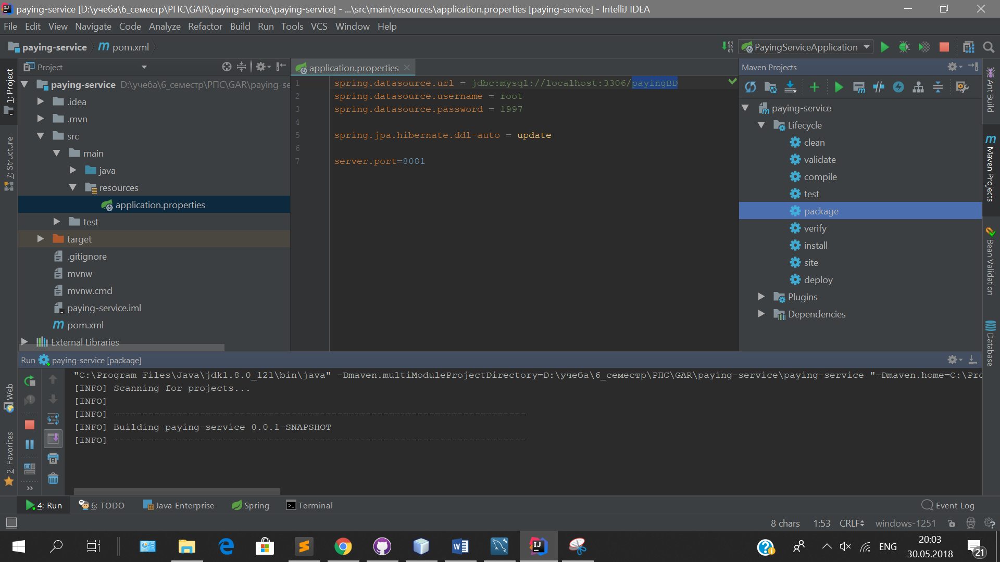 paying-service [D:\учеба\6_семестр\РПС\GAR\paying-service\paying-service] - ...\src\main\resources\application.properties [paying-service] - IntelliJ IDEA
File Edit View Navigate Code Analyze Refactor Build Run Tools VCS Window Help
paying-service pom.xml
PayingServiceApplication
Project
application.properties
Maven Projects
paying-service D:\учеба\6_семестр\РПС\GAR\paying-se
.idea
.mvn
src
main
java
resources
application.properties
test
target
.gitignore
mvnw
mvnw.cmd
paying-service.iml
pom.xml
External Libraries
1 spring.datasource.url = jdbc:mysql://localhost:3306/payingBD
2 spring.datasource.username = root
3 spring.datasource.password = 1997
4
5 spring.jpa.hibernate.ddl-auto = update
6
7 server.port=8081
paying-service
Lifecycle
clean
validate
compile
test
package
verify
install
site
deploy
Plugins
Dependencies
1: Project
7: Structure
Web
2: Favorites
Ant Build
Maven Projects
Bean Validation
Database
Run paying-service [package]
"C:\Program Files\Java\jdk1.8.0_121\bin\java" -Dmaven.multiModuleProjectDirectory=D:\учеба\6_семестр\РПС\GAR\paying-service\paying-service "-Dmaven.home=C:\Pro
[INFO] Scanning for projects...
[INFO]
[INFO] ------------------------------------------------------------------------
[INFO] Building paying-service 0.0.1-SNAPSHOT
[INFO] ------------------------------------------------------------------------
4: Run 6: TODO Java Enterprise Spring Terminal Event Log
8 chars 1:53 CRLF windows-1251
ENG
20:03
30.05.2018
21